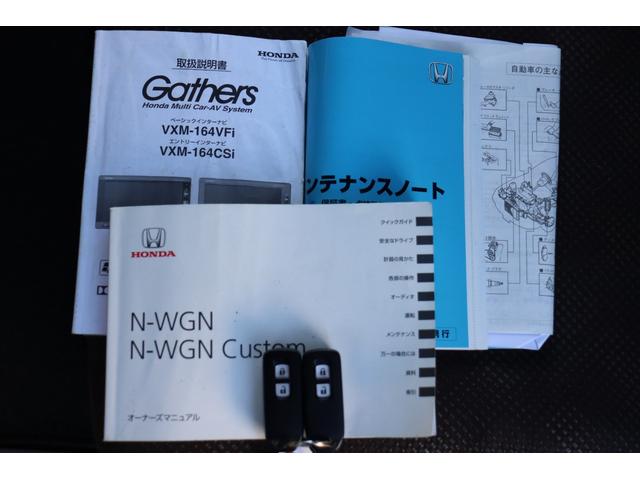 取扱説明書
HONDA
The Power of Dreams
Gathers
Honda Multi Car-AV System
ベーシックインターナビ
VXM-164VFi
エントリーインターナビ
VXM-164CSi
ンテナンスノート
発行
自動車の主な
HONDA
N-WGN
N-WGN Custom
オーナーズマニュアル
クイックガイド
安全なドライブ
計器の見かた
各部の操作
オーディオ
運転
メンテナンス
万一の場合には
資料
索引